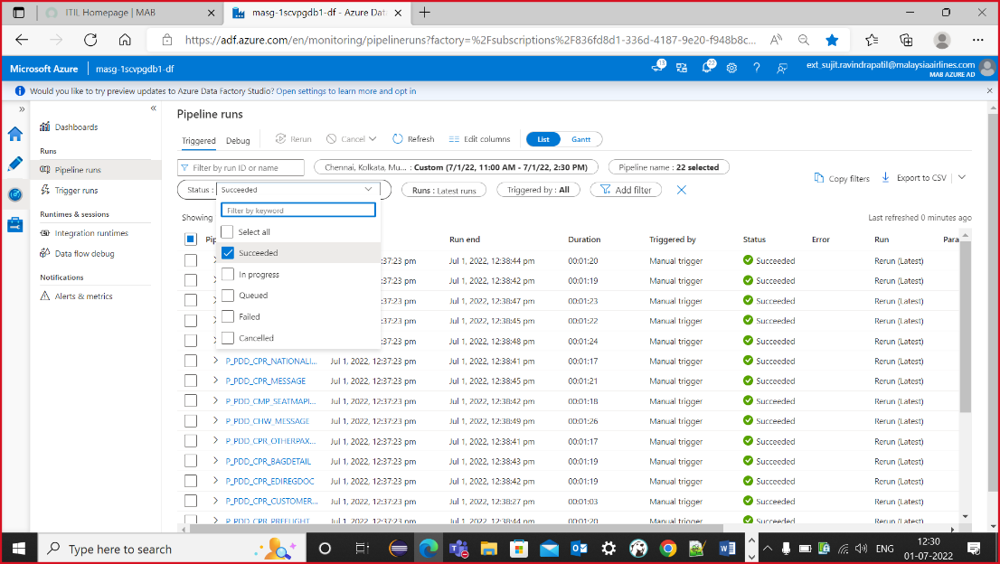 ITIL Homepage | MAB
masg-1scvpgdb1-df - Azure Data
https://adf.azure.com/en/monitoring/pipelineruns?factory=%2Fsubscriptions%2F836fd8d1-336d-4187-9e20-f948b8c...
Microsoft Azure masg-1scvpgdb1-df 13 22 ext_sujit.ravindrapatil@malaysiaairlines.com
MAB AZURE AD
Would you like to try preview updates to Azure Data Factory Studio? Open settings to learn more and opt in
Dashboards
Runs
Pipeline runs
Trigger runs
Runtimes & sessions
Integration runtimes
Data flow debug
Notifications
Alerts & metrics
Pipeline runs
Triggered Debug Rerun Cancel Refresh Edit columns List Gantt
Filter by run ID or name Chennai, Kolkata, Mu... : Custom (7/1/22, 11:00 AM - 7/1/22, 2:30 PM) Pipeline name : 22 selected
Copy filters Export to CSV
Status : Succeeded Runs : Latest runs Triggered by : All Add filter
Filter by keyword
Select all
Succeeded
In progress
Queued
Failed
Cancelled
Showing Last refreshed 0 minutes ago
Pip Run end Duration Triggered by Status Error Run Para
12:37:23 pm Jul 1, 2022, 12:38:44 pm 00:01:20 Manual trigger Succeeded Rerun (Latest)
12:37:23 pm Jul 1, 2022, 12:38:42 pm 00:01:19 Manual trigger Succeeded Rerun (Latest)
12:37:23 pm Jul 1, 2022, 12:38:47 pm 00:01:23 Manual trigger Succeeded Rerun (Latest)
12:37:23 pm Jul 1, 2022, 12:38:45 pm 00:01:22 Manual trigger Succeeded Rerun (Latest)
12:37:23 pm Jul 1, 2022, 12:38:48 pm 00:01:24 Manual trigger Succeeded Rerun (Latest)
P_PDD_CPR_NATIONALI... Jul 1, 2022, 12:37:23 pm Jul 1, 2022, 12:38:41 pm 00:01:17 Manual trigger Succeeded Rerun (Latest)
P_PDD_CPR_MESSAGE Jul 1, 2022, 12:37:23 pm Jul 1, 2022, 12:38:45 pm 00:01:21 Manual trigger Succeeded Rerun (Latest)
P_PDD_CMP_SEATMAPI... Jul 1, 2022, 12:37:23 pm Jul 1, 2022, 12:38:42 pm 00:01:18 Manual trigger Succeeded Rerun (Latest)
P_PDD_CHW_MESSAGE Jul 1, 2022, 12:37:23 pm Jul 1, 2022, 12:38:49 pm 00:01:26 Manual trigger Succeeded Rerun (Latest)
P_PDD_CPR_OTHERPAX... Jul 1, 2022, 12:37:23 pm Jul 1, 2022, 12:38:41 pm 00:01:17 Manual trigger Succeeded Rerun (Latest)
P_PDD_CPR_BAGDETAIL Jul 1, 2022, 12:37:23 pm Jul 1, 2022, 12:38:43 pm 00:01:19 Manual trigger Succeeded Rerun (Latest)
P_PDD_CPR_EDIREGDOC Jul 1, 2022, 12:37:23 pm Jul 1, 2022, 12:38:42 pm 00:01:19 Manual trigger Succeeded Rerun (Latest)
P_PDD_CPR_CUSTOMER... Jul 1, 2022, 12:37:23 pm Jul 1, 2022, 12:38:27 pm 00:01:03 Manual trigger Succeeded Rerun (Latest)
P_PDD_CPR_PREFLIGHT Jul 1, 2022, 12:37:23 pm Jul 1, 2022, 12:38:44 pm 00:01:20 Manual trigger Succeeded Rerun (Latest)
Type here to search ENG 12:30
01-07-2022